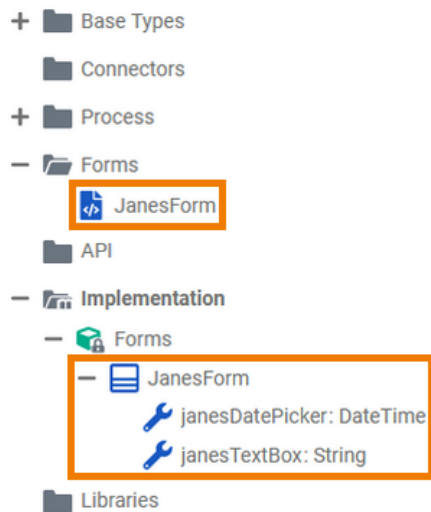 Base Types
Connectors
Process
Forms
JanesForm
API
Implementation
Forms
JanesForm
janesDatePicker: DateTime
janesTextBox: String
Libraries